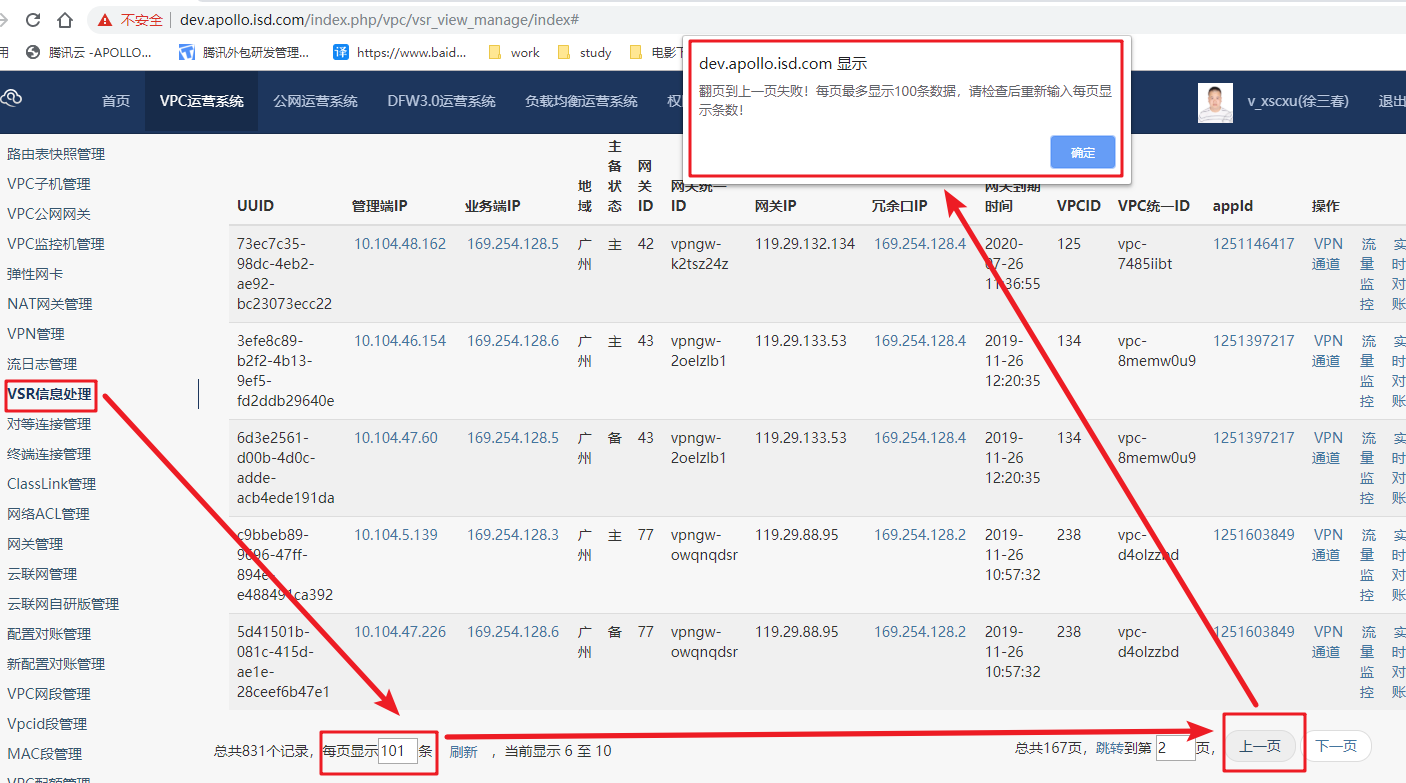 不安全 dev.apollo.isd.com/index.php/vpc/vsr_view_manage/index#
用 腾讯云 -APOLLO... 腾讯外包研发管理... 译 https://www.baid... work study 电影
dev.apollo.isd.com 显示
翻页到上一页失败！每页最多显示100条数据，请检查后重新输入每页显
示条数！
确定
首页 VPC运营系统 公网运营系统 DFW3.0运营系统 负载均衡运营系统 v_xscxu(徐三春) 退出
路由表快照管理
VPC子机管理
VPC公网网关
VPC监控机管理
弹性网卡
NAT网关管理
VPN管理
流日志管理
VSR信息处理
对等连接管理
终端连接管理
ClassLink管理
网络ACL管理
网关管理
云联网管理
云联网自研版管理
配置对账管理
新配置对账管理
VPC网段管理
Vpcid段管理
MAC段管理
VPC配额管理
UUID 管理端IP 业务端IP 地域 主备状态 网关ID 网关统一ID 网关IP 冗余口IP 网关到期时间 VPCID VPC统一ID appId 操作
73ec7c35- 10.104.48.162 169.254.128.5 广 主 42 vpngw- 119.29.132.134 169.254.128.4 2020- 125 vpc- 1251146417 VPN 流 实
98dc-4eb2- 州 k2tsz24z 07-26 7485iibt 通道 量 时
ae92- 11:36:55 监 对
bc23073ecc22 控 账
3efe8c89- 10.104.46.154 169.254.128.6 广 主 43 vpngw- 119.29.133.53 169.254.128.4 2019- 134 vpc- 1251397217 VPN 流 实
b2f2-4b13- 州 2oelzlb1 11-26 8memw0u9 通道 量 时
9ef5- 12:20:35 监 对
fd2ddb29640e 控 账
6d3e2561- 10.104.47.60 169.254.128.5 广 备 43 vpngw- 119.29.133.53 169.254.128.4 2019- 134 vpc- 1251397217 VPN 流 实
d00b-4d0c- 州 2oelzlb1 11-26 8memw0u9 通道 量 时
adde- 12:20:35 监 对
acb4ede191da 控 账
c9bbeb89- 10.104.5.139 169.254.128.3 广 主 77 vpngw- 119.29.88.95 169.254.128.2 2019- 238 vpc- 1251603849 VPN 流 实
9696-47ff- 州 owqnqdsr 11-26 d4olzzbd 通道 量 时
894e- 10:57:32 监 对
e488491ca392 控 账
5d41501b- 10.104.47.226 169.254.128.6 广 备 77 vpngw- 119.29.88.95 169.254.128.2 2019- 238 vpc- 1251603849 VPN 流 实
081c-415d- 州 owqnqdsr 11-26 d4olzzbd 通道 量 时
ae1e- 10:57:32 监 对
28ceef6b47e1 控 账
总共831个记录，每页显示101条 刷新 ，当前显示 6 至 10 总共167页，跳转到第 2 页， 上一页 下一页